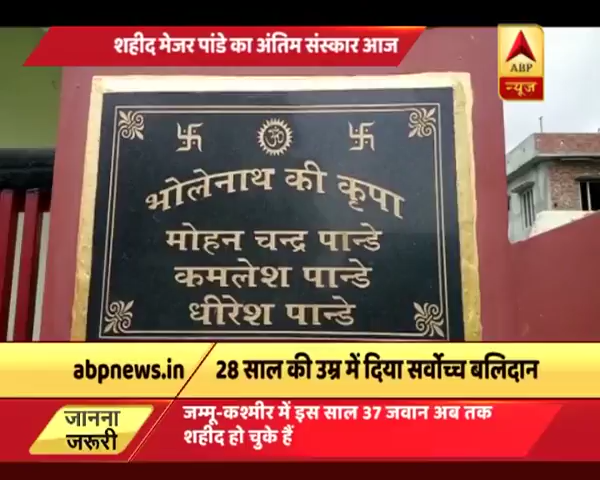 शहीद मेजर पांडे का अंतिम संस्कार आज
ABP
न्यूज़
ॐ
भोलेनाथ की कृपा
मोहन चन्द्र पान्डे
कमलेश पान्डे
धीरेश पान्डे
abpnews.in
28 साल की उम्र में दिया सर्वोच्च बलिदान
जानना
जरूरी
जम्मू-कश्मीर में इस साल 37 जवान अब तक
शहीद हो चुके हैं